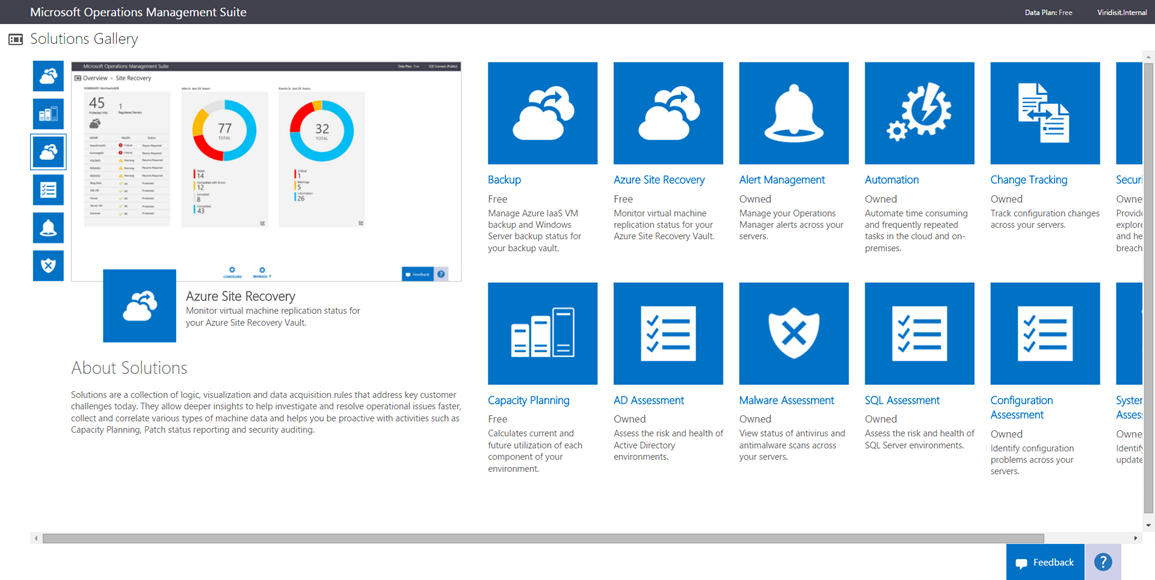 Microsoft Operations Management Suite
Data Plan: Free
Viridisit.Internal
Solutions Gallery
Microsoft Operations Management Suite
Overview
Site Recovery
45
1
77
TOTAL
32
TOTAL
14
12
8
43
1
5
26
Feedback
?
Azure Site Recovery
Monitor virtual machine replication status for
your Azure Site Recovery Vault.
About Solutions
Solutions are a collection of logic, visualization and data acquisition rules that address key customer
challenges today. They allow deeper insights to help investigate and resolve operational issues faster,
collect and correlate various types of machine data and helps you be proactive with activities such as
Capacity Planning, Patch status reporting and security auditing.
Backup
Free
Manage Azure IaaS VM
backup and Windows
Server backup status for
your backup vault.
Azure Site Recovery
Free
Monitor virtual machine
replication status for your
Azure Site Recovery Vault.
Alert Management
Owned
Manage your Operations
Manager alerts across your
servers.
Automation
Owned
Automate time consuming
and frequently repeated
tasks in the cloud and on-
premises.
Change Tracking
Owned
Track configuration changes
across your servers.
Securi
Owne
Provid
explore
and he
breach
Capacity Planning
Free
Calculates current and
future utilization of each
component of your
environment.
AD Assessment
Owned
Assess the risk and health of
Active Directory
environments.
Malware Assessment
Owned
View status of antivirus and
antimalware scans across
your servers.
SQL Assessment
Owned
Assess the risk and health of
SQL Server environments.
Configuration
Assessment
Owned
Identify configuration
problems across your
servers.
System
Assess
Owne
Identif
update
Feedback
?